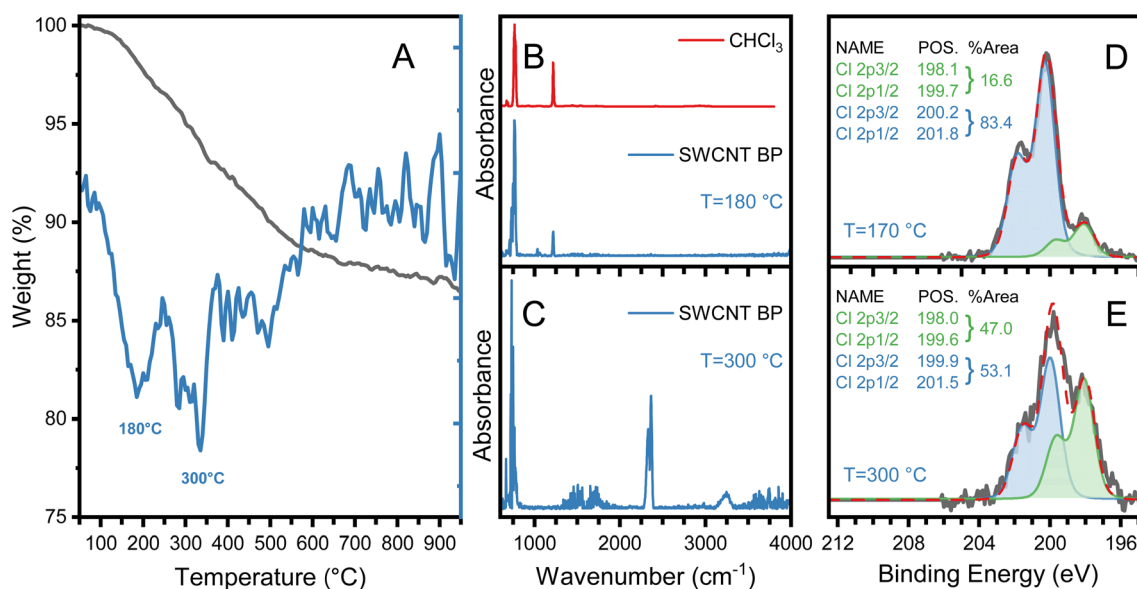 A
Weight (%)
100
95
90
85
80
75
180°C
300°C
100 200 300 400 500 600 700 800 900
Temperature (°C)
B
CHCl₃
SWCNT BP
T=180 °C
Absorbance
C
SWCNT BP
T=300 °C
Absorbance
1000 2000 3000 4000
Wavenumber (cm⁻¹)
D
NAME POS. %Area
Cl 2p3/2 198.1
Cl 2p1/2 199.7 } 16.6
Cl 2p3/2 200.2
Cl 2p1/2 201.8 } 83.4
T=170 °C
E
NAME POS. %Area
Cl 2p3/2 198.0
Cl 2p1/2 199.6 } 47.0
Cl 2p3/2 199.9
Cl 2p1/2 201.5 } 53.1
T=300 °C
212 208 204 200 196
Binding Energy (eV)